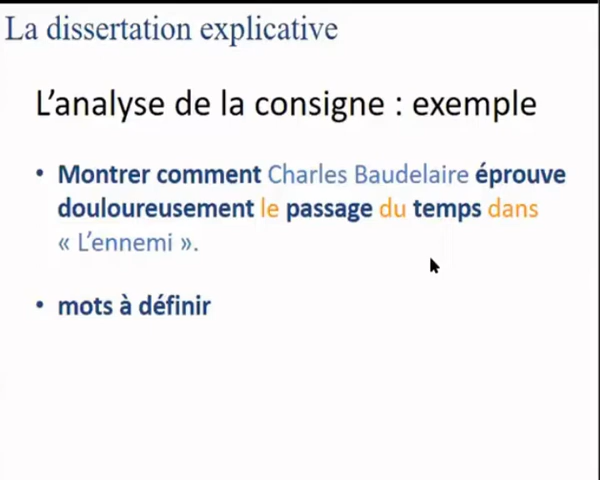 La dissertation explicative
L'analyse de la consigne : exemple
• Montrer comment Charles Baudelaire éprouve
douloureusement le passage du temps dans
« L'ennemi ».
• mots à définir